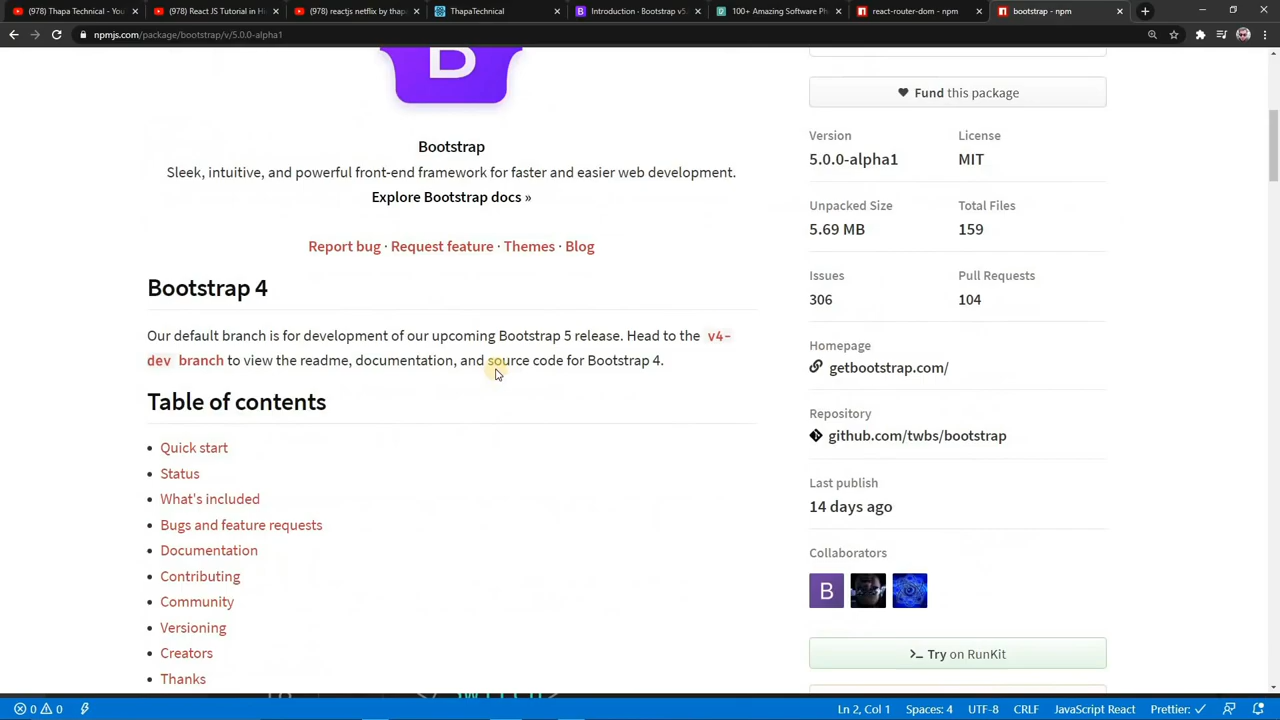 (978) Thapa Technical - Yo
(978) React JS Tutorial in Hi
(978) reactjs netflix by thap
ThapaTechnical
Introduction · Bootstrap v5.
100+ Amazing Software Ph
react-router-dom - npm
bootstrap - npm
npmjs.com/package/bootstrap/v/5.0.0-alpha1
B
Bootstrap
Sleek, intuitive, and powerful front-end framework for faster and easier web development.
Explore Bootstrap docs »
Report bug · Request feature · Themes · Blog
Bootstrap 4
Our default branch is for development of our upcoming Bootstrap 5 release. Head to the v4-
dev branch to view the readme, documentation, and source code for Bootstrap 4.
Table of contents
Quick start
Status
What's included
Bugs and feature requests
Documentation
Contributing
Community
Versioning
Creators
Thanks
Fund this package
Version
License
5.0.0-alpha1
MIT
Unpacked Size
Total Files
5.69 MB
159
Issues
Pull Requests
306
104
Homepage
getbootstrap.com/
Repository
github.com/twbs/bootstrap
Last publish
14 days ago
Collaborators
B
Try on RunKit
0 0
Ln 2, Col 1
Spaces: 4
UTF-8
CRLF
JavaScript React
Prettier: ✓